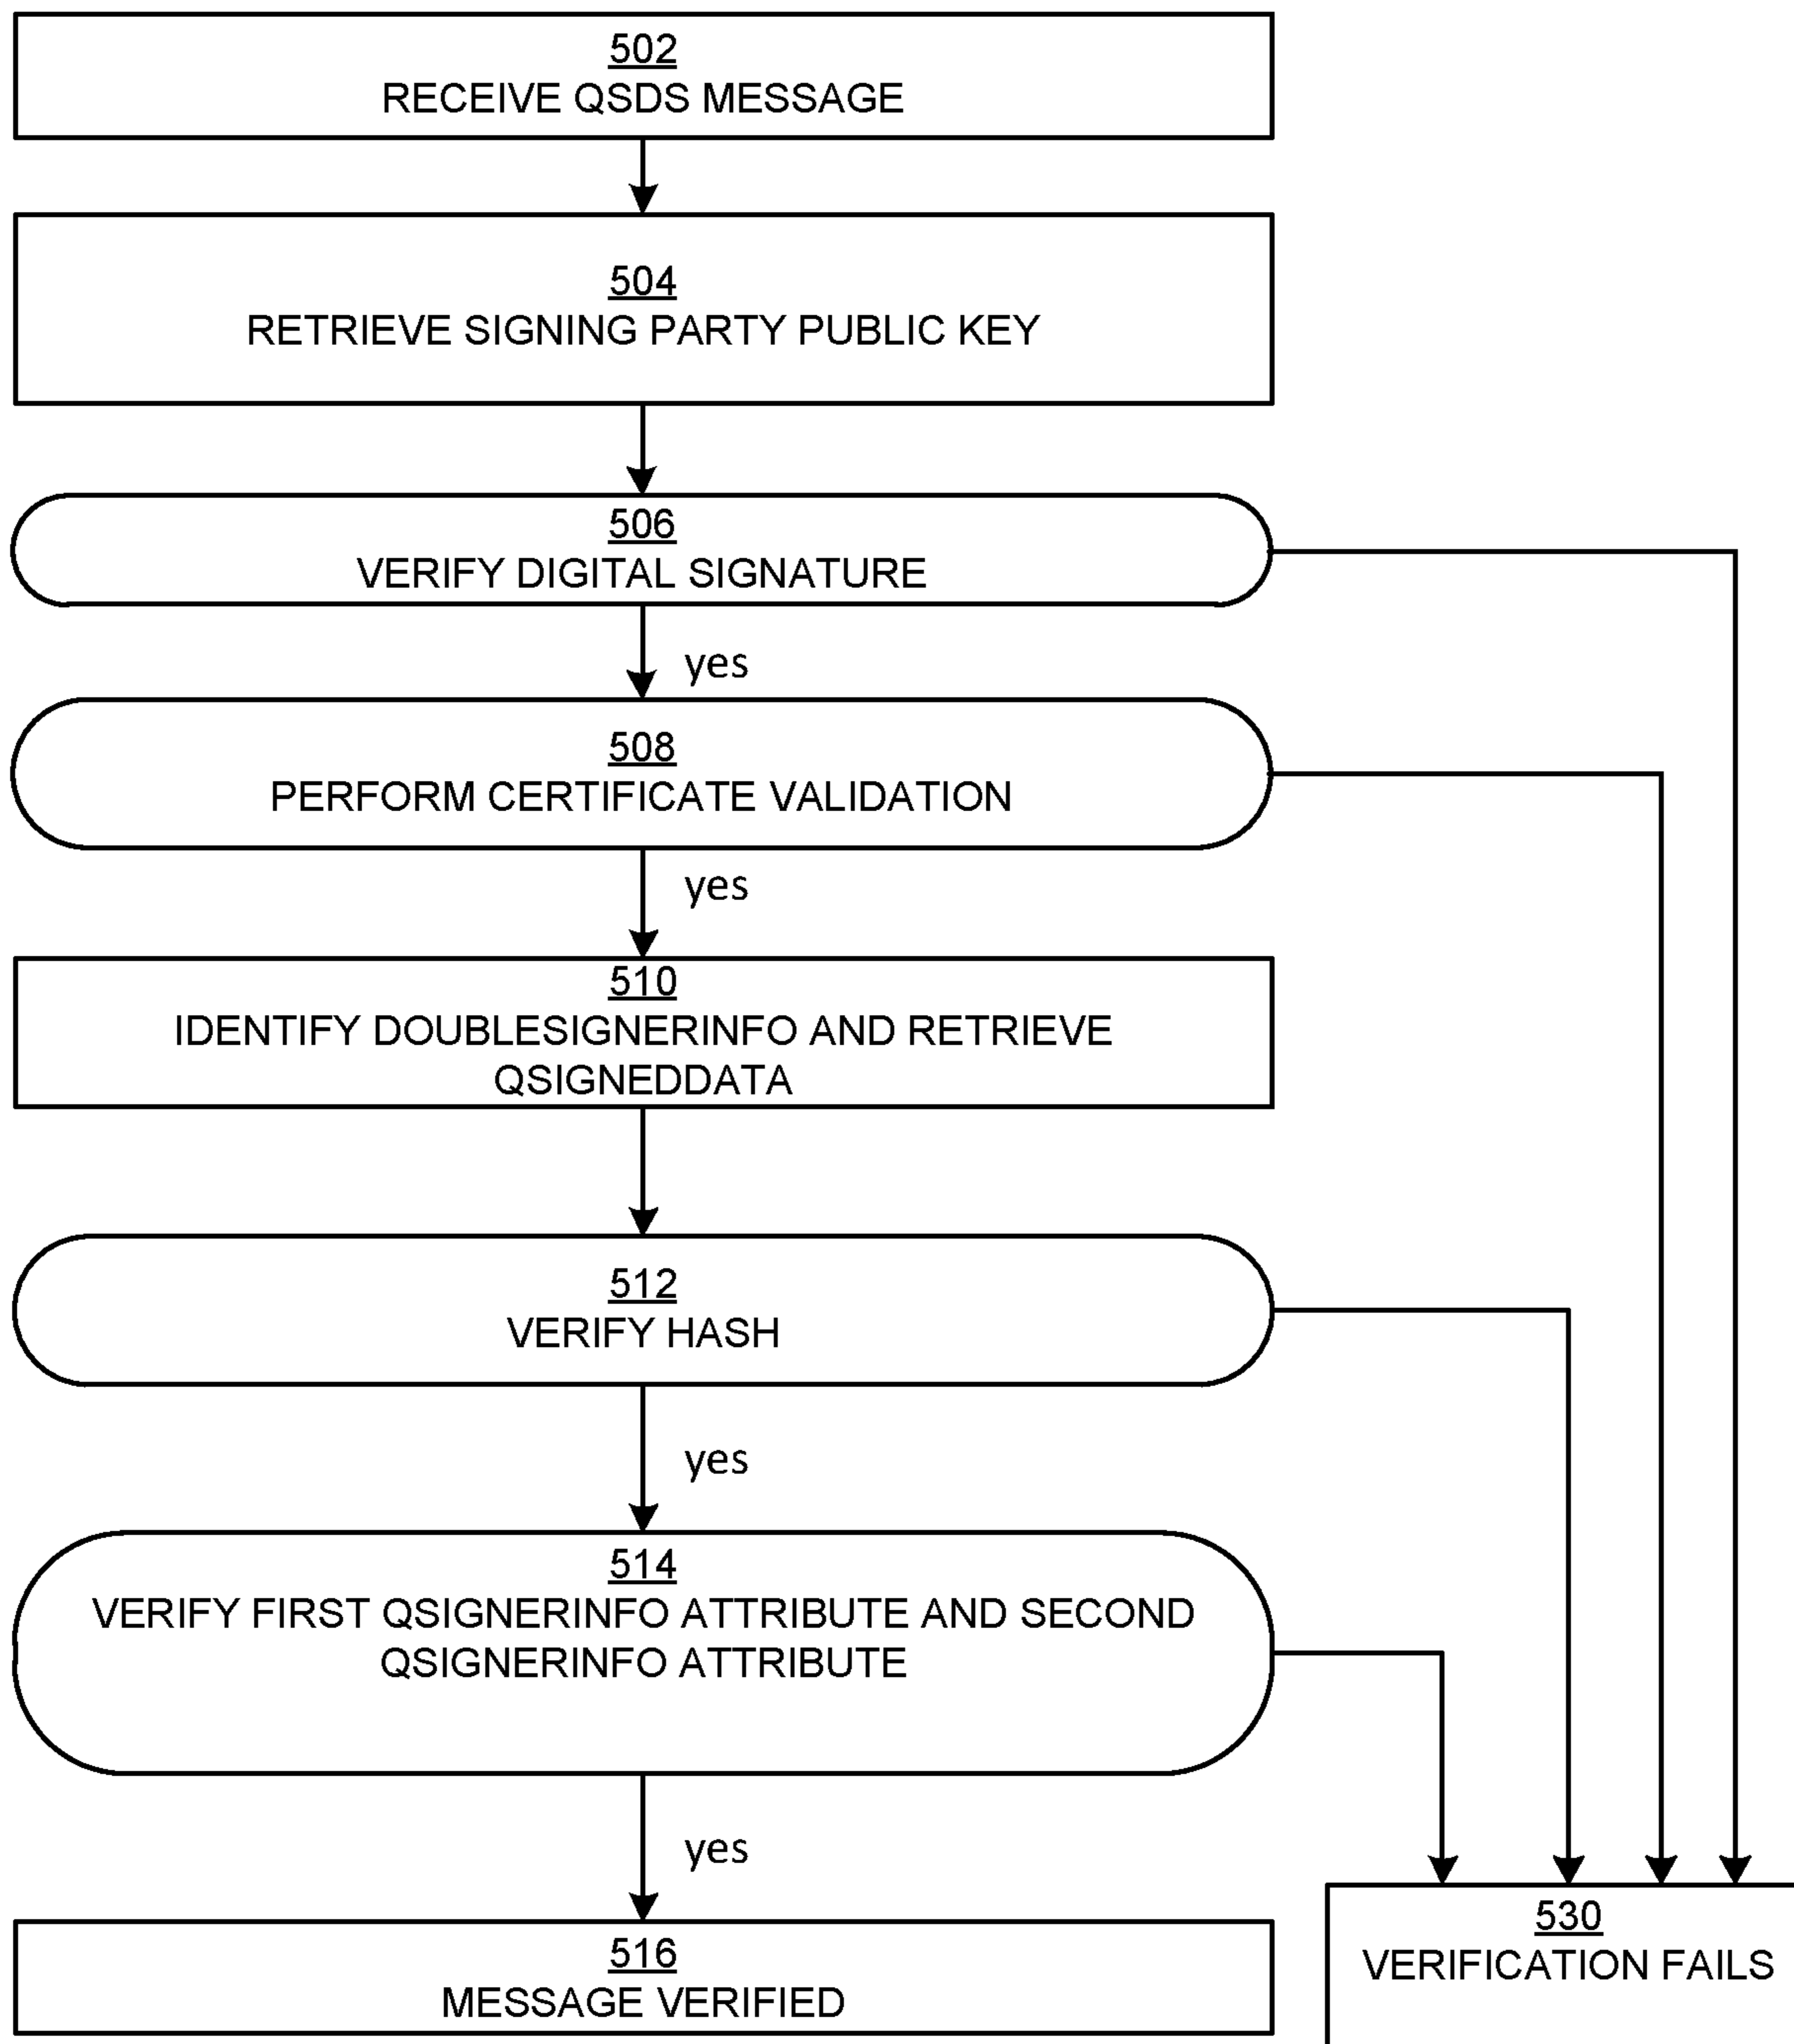 502
RECEIVE QSDS MESSAGE
504
RETRIEVE SIGNING PARTY PUBLIC KEY
506
VERIFY DIGITAL SIGNATURE
yes
508
PERFORM CERTIFICATE VALIDATION
yes
510
IDENTIFY DOUBLESIGNERINFO AND RETRIEVE
QSIGNEDDATA
512
VERIFY HASH
yes
514
VERIFY FIRST QSIGNERINFO ATTRIBUTE AND SECOND
QSIGNERINFO ATTRIBUTE
yes
516
MESSAGE VERIFIED
530
VERIFICATION FAILS